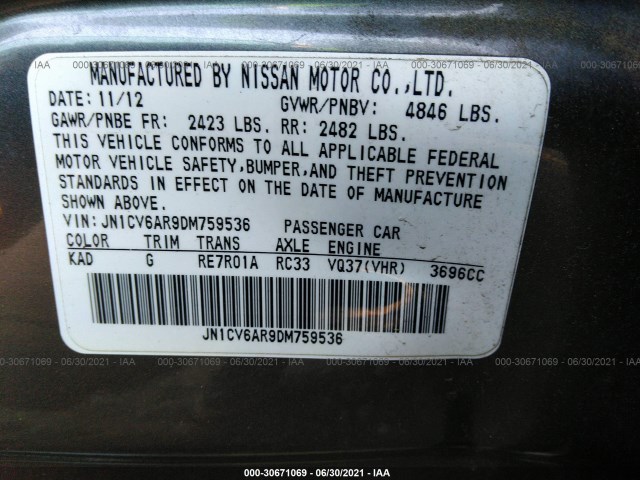 000-30671069 - 06/30/2021 - IAA
MANUFACTURED BY NISSAN MOTOR CO.,LTD.
DATE: 11/12 GVWR/PNBV: 4846 LBS.
GAWR/PNBE FR: 2423 LBS. RR: 2482 LBS.
THIS VEHICLE CONFORMS TO ALL APPLICABLE FEDERAL
MOTOR VEHICLE SAFETY,BUMPER,AND THEFT PREVENTION
STANDARDS IN EFFECT ON THE DATE OF MANUFACTURE
SHOWN ABOVE.
VIN:JN1CV6AR9DM759536 PASSENGER CAR
COLOR TRIM TRANS AXLE ENGINE
KAD G RE7R01A RC33 VQ37(VHR) 3696CC
JN1CV6AR9DM759536
000-30671069 - 06/30/2021 - IAA